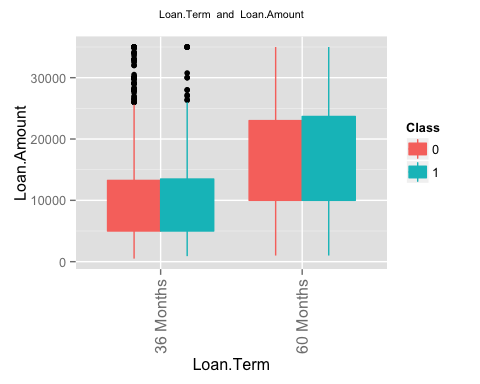 Loan.Term and Loan.Amount
Loan.Amount
30000
20000
10000
0
36 Months
60 Months
Loan.Term
Class
0
1